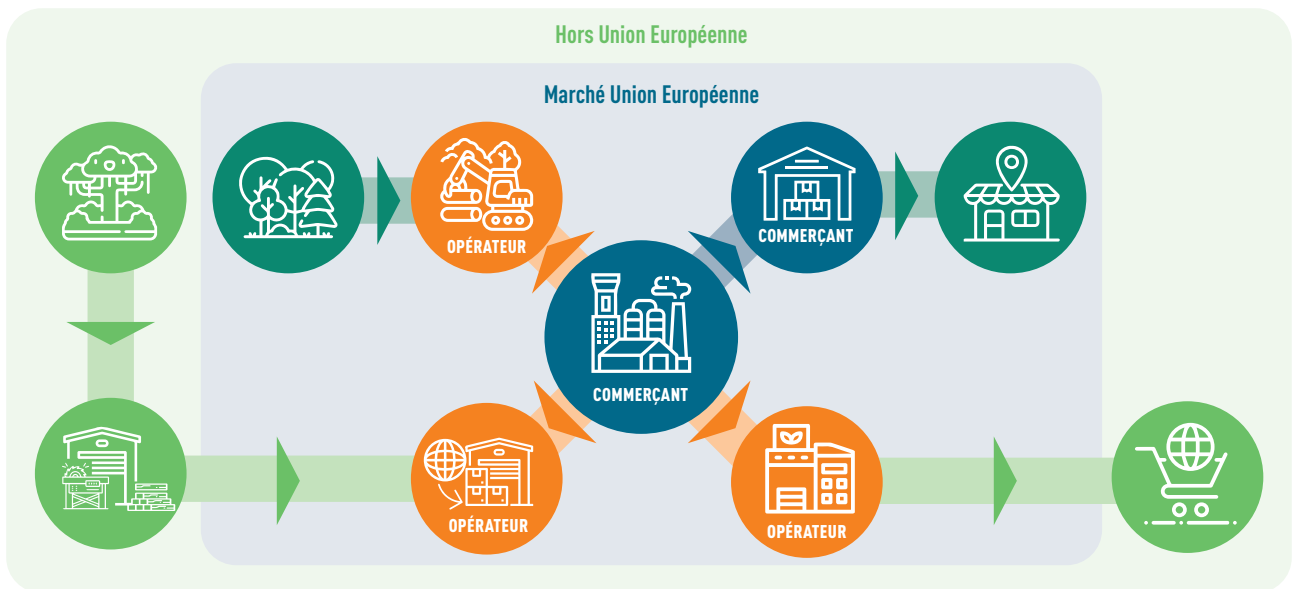 Hors Union Européenne
Marché Union Européenne
OPÉRATEUR
COMMERÇANT
COMMERÇANT
OPÉRATEUR
OPÉRATEUR